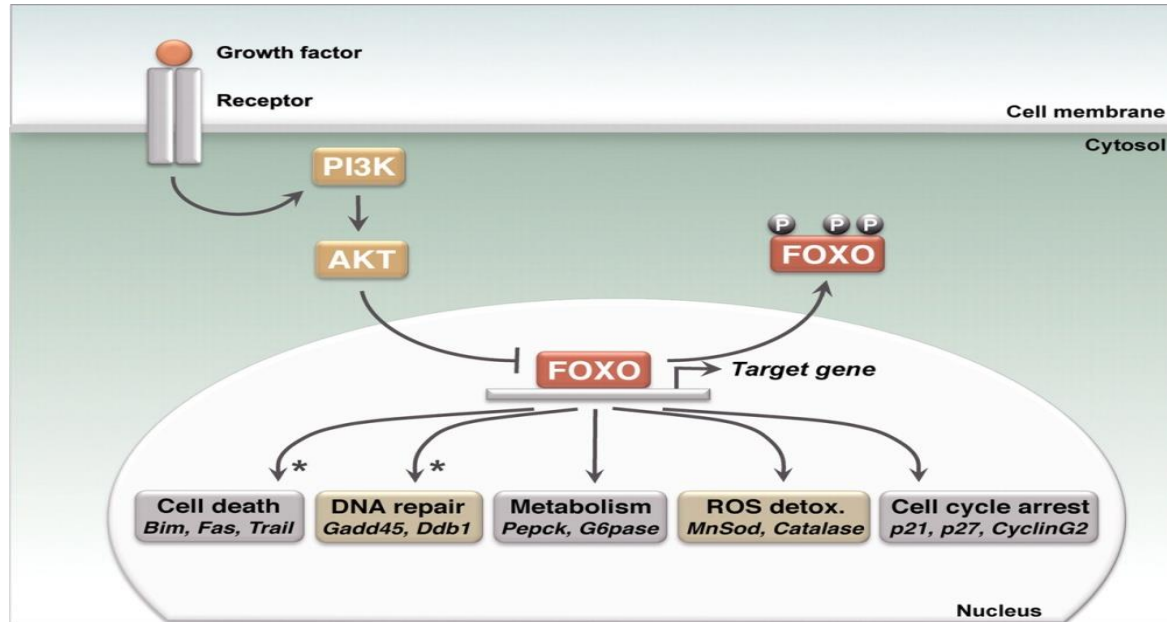 Growth factor
Receptor
Cell membrane
Cytosol
PI3K
AKT
P P P
FOXO
FOXO
Target gene
* *
Cell death
Bim, Fas, Trail
DNA repair
Gadd45, Ddb1
Metabolism
Pepck, G6pase
ROS detox.
MnSod, Catalase
Cell cycle arrest
p21, p27, CyclinG2
Nucleus